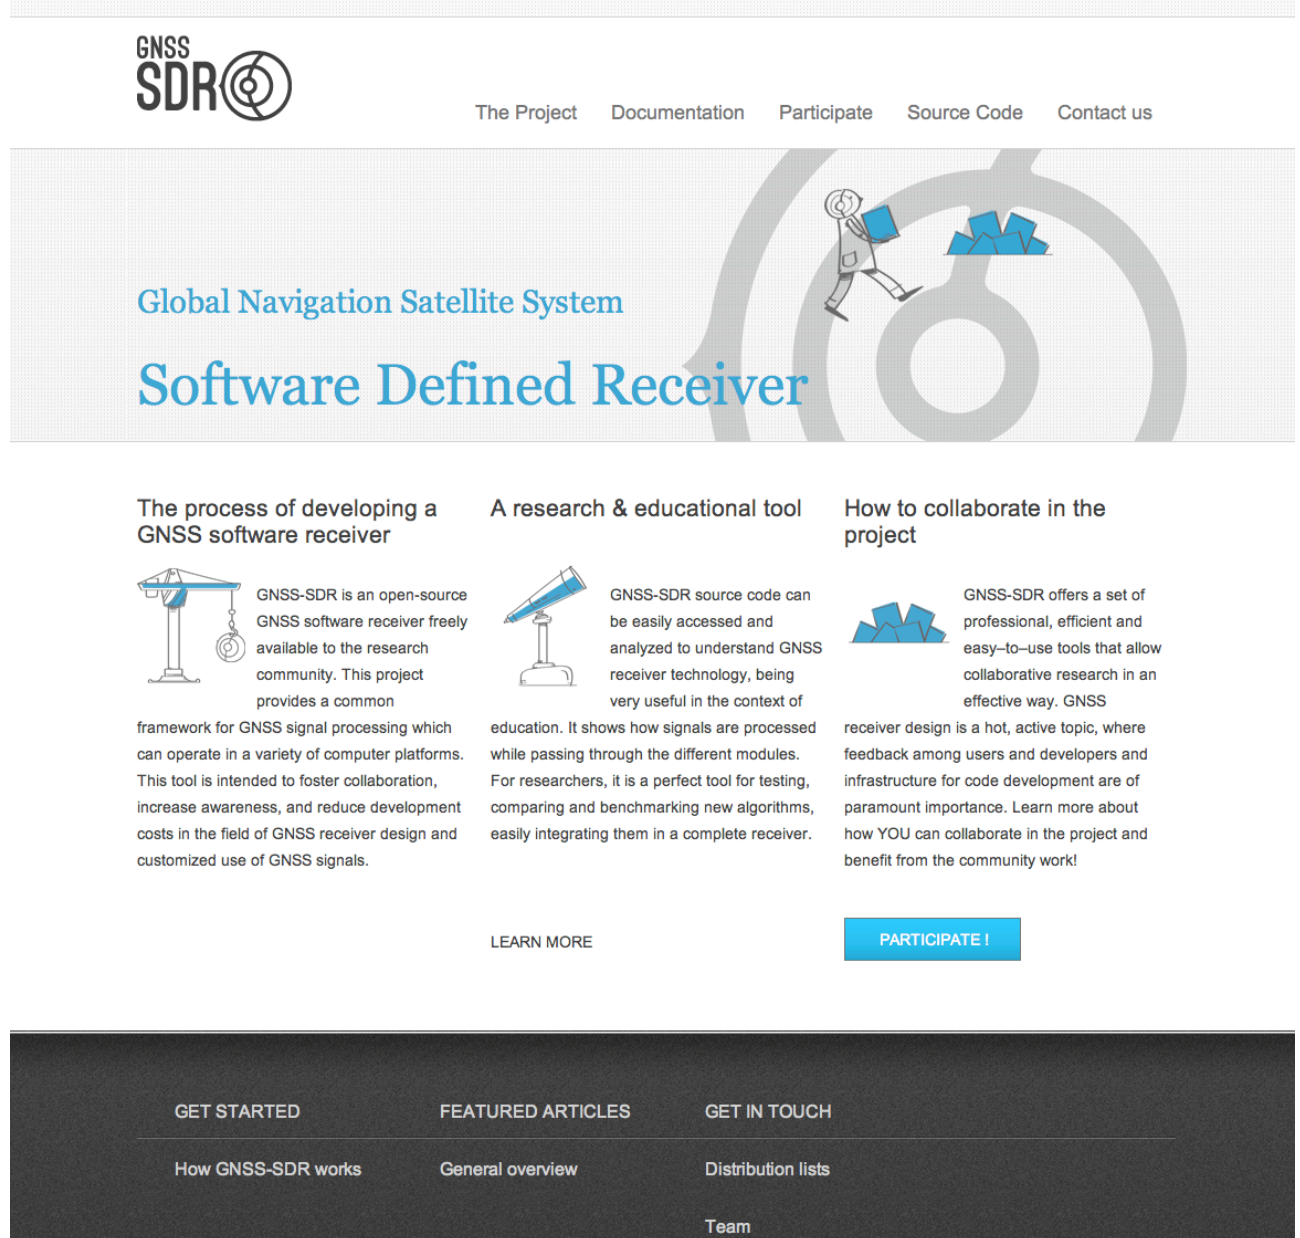 GNSS
SDR
The Project
Documentation
Participate
Source Code
Contact us
Global Navigation Satellite System
Software Defined Receiver
The process of developing a
GNSS software receiver
GNSS-SDR is an open-source
GNSS software receiver freely
available to the research
community. This project
provides a common
framework for GNSS signal processing which
can operate in a variety of computer platforms.
This tool is intended to foster collaboration,
increase awareness, and reduce development
costs in the field of GNSS receiver design and
customized use of GNSS signals.
A research & educational tool
GNSS-SDR source code can
be easily accessed and
analyzed to understand GNSS
receiver technology, being
very useful in the context of
education. It shows how signals are processed
while passing through the different modules.
For researchers, it is a perfect tool for testing,
comparing and benchmarking new algorithms,
easily integrating them in a complete receiver.
LEARN MORE
How to collaborate in the
project
GNSS-SDR offers a set of
professional, efficient and
easy–to–use tools that allow
collaborative research in an
effective way. GNSS
receiver design is a hot, active topic, where
feedback among users and developers and
infrastructure for code development are of
paramount importance. Learn more about
how YOU can collaborate in the project and
benefit from the community work!
PARTICIPATE !
GET STARTED
How GNSS-SDR works
FEATURED ARTICLES
General overview
GET IN TOUCH
Distribution lists
Team